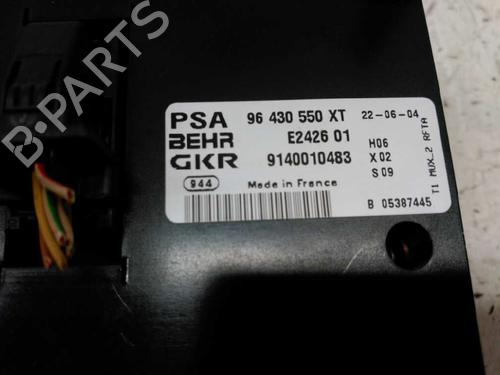 B-PARTS
PSA 96 430 550 XT 22-06-04
BEHR E2426 01 H06
GKR 9140010483 X02
944 Made in France S09
B 05387445
T1 MUX_2 RFTA